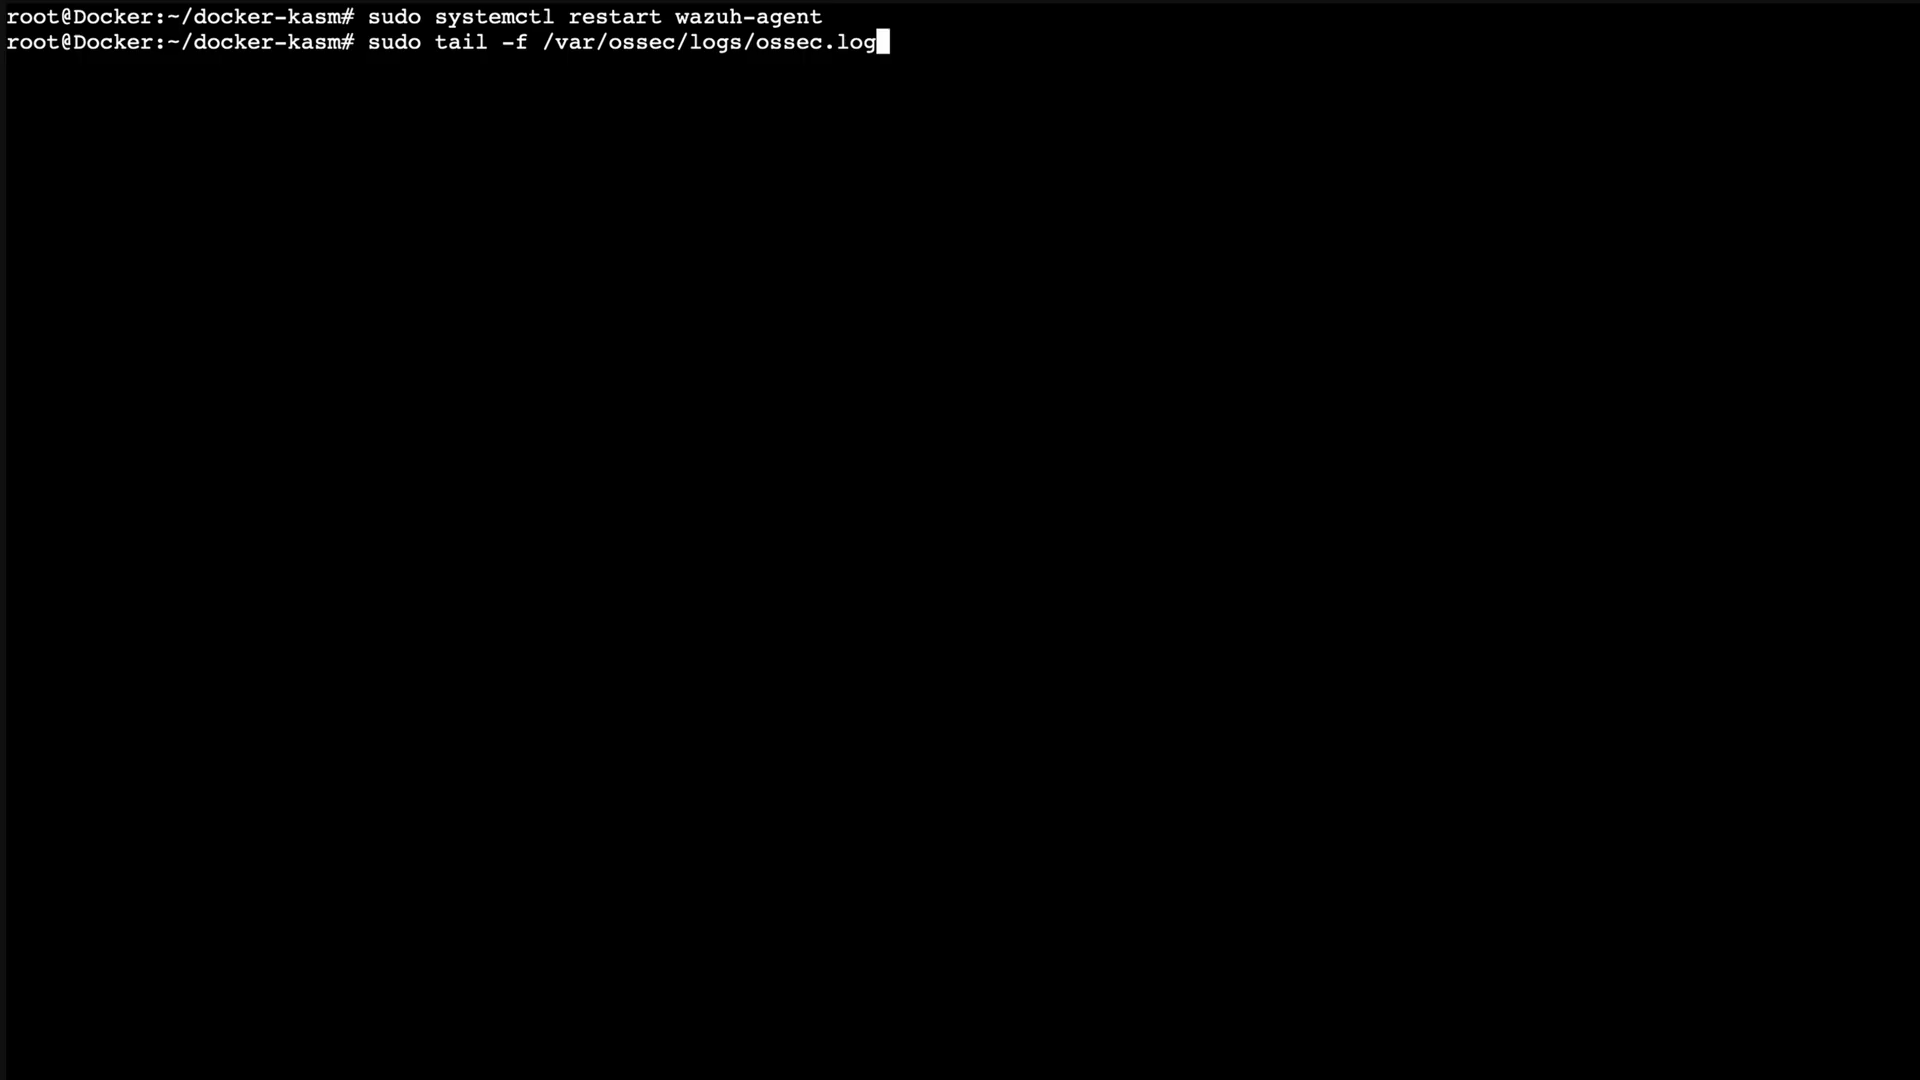 root@Docker:~/docker-kasm# sudo systemctl restart wazuh-agent
root@Docker:~/docker-kasm# sudo tail -f /var/ossec/logs/ossec.log